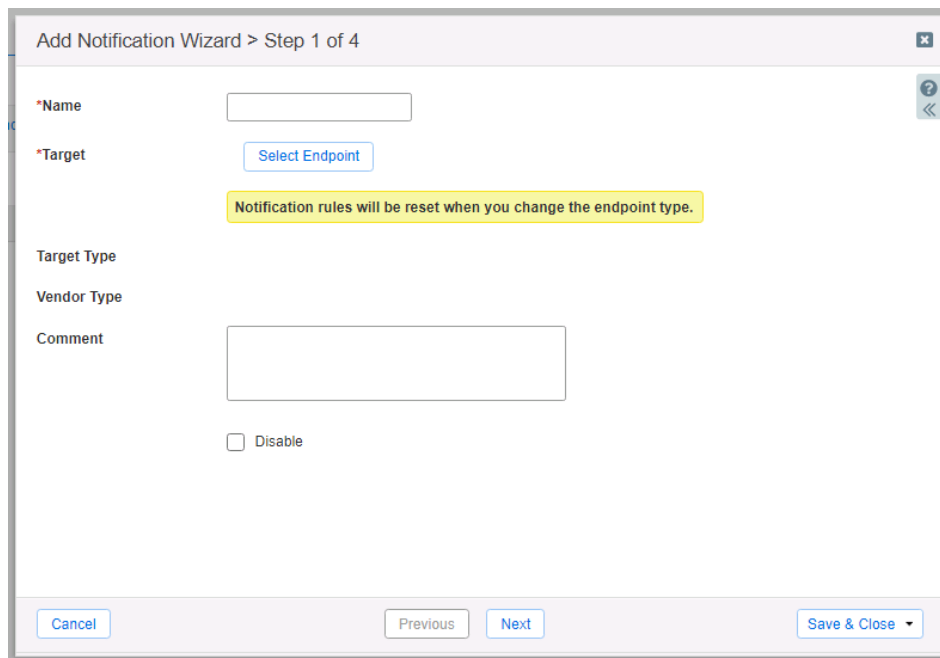 Add Notification Wizard > Step 1 of 4
*Name
*Target
Select Endpoint
Notification rules will be reset when you change the endpoint type.
Target Type
Vendor Type
Comment
Disable
Cancel
Previous
Next
Save & Close